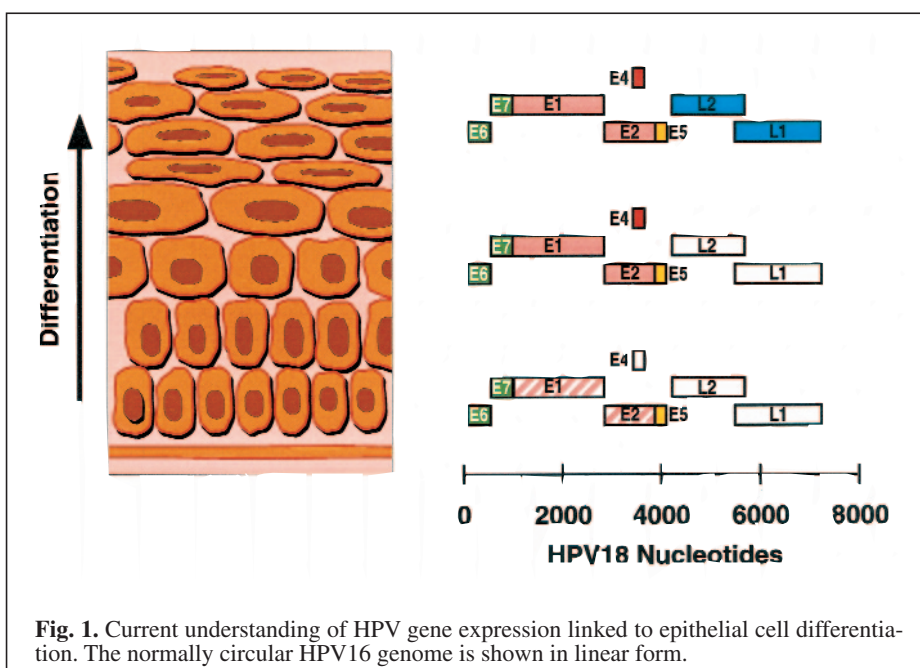 Differentiation
E4
E7 E1 L2
E6 E2 E5 L1
E4
E7 E1 L2
E6 E2 E5 L1
E4
E7 E1 L2
E6 E2 E5 L1
0 2000 4000 6000 8000
HPV18 Nucleotides
Fig. 1. Current understanding of HPV gene expression linked to epithelial cell differentia-
tion. The normally circular HPV16 genome is shown in linear form.